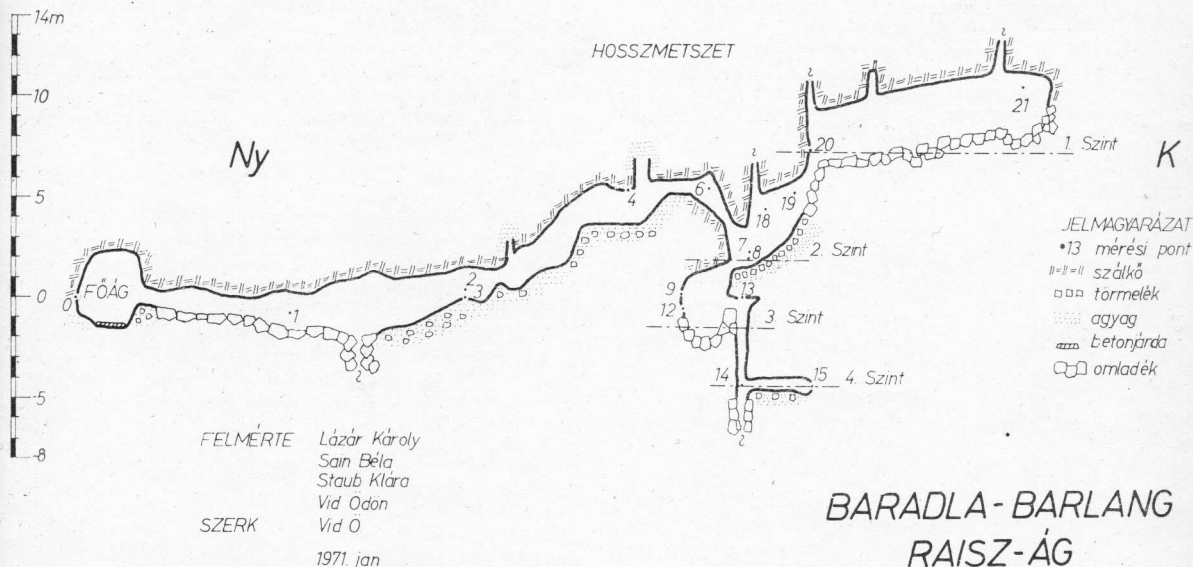 14m
HOSSZMETSZET
10
21
Ny
20
1. Szint
K
5
4
6
19
18
JELMAGYARÁZAT
•13 mérési pont
szálkő
törmelék
agyag
betonjárda
omladék
7
8
2. Szint
2
3
9
13
0
0
FŐÁG
1
12
3. Szint
14
15
4. Szint
-5
-8
FELMÉRTE Lázár Károly
Sain Béla
Staub Klára
Vid Ödön
SZERK Vid Ö
1971. jan
BARADLA-BARLANG
RAISZ-ÁG